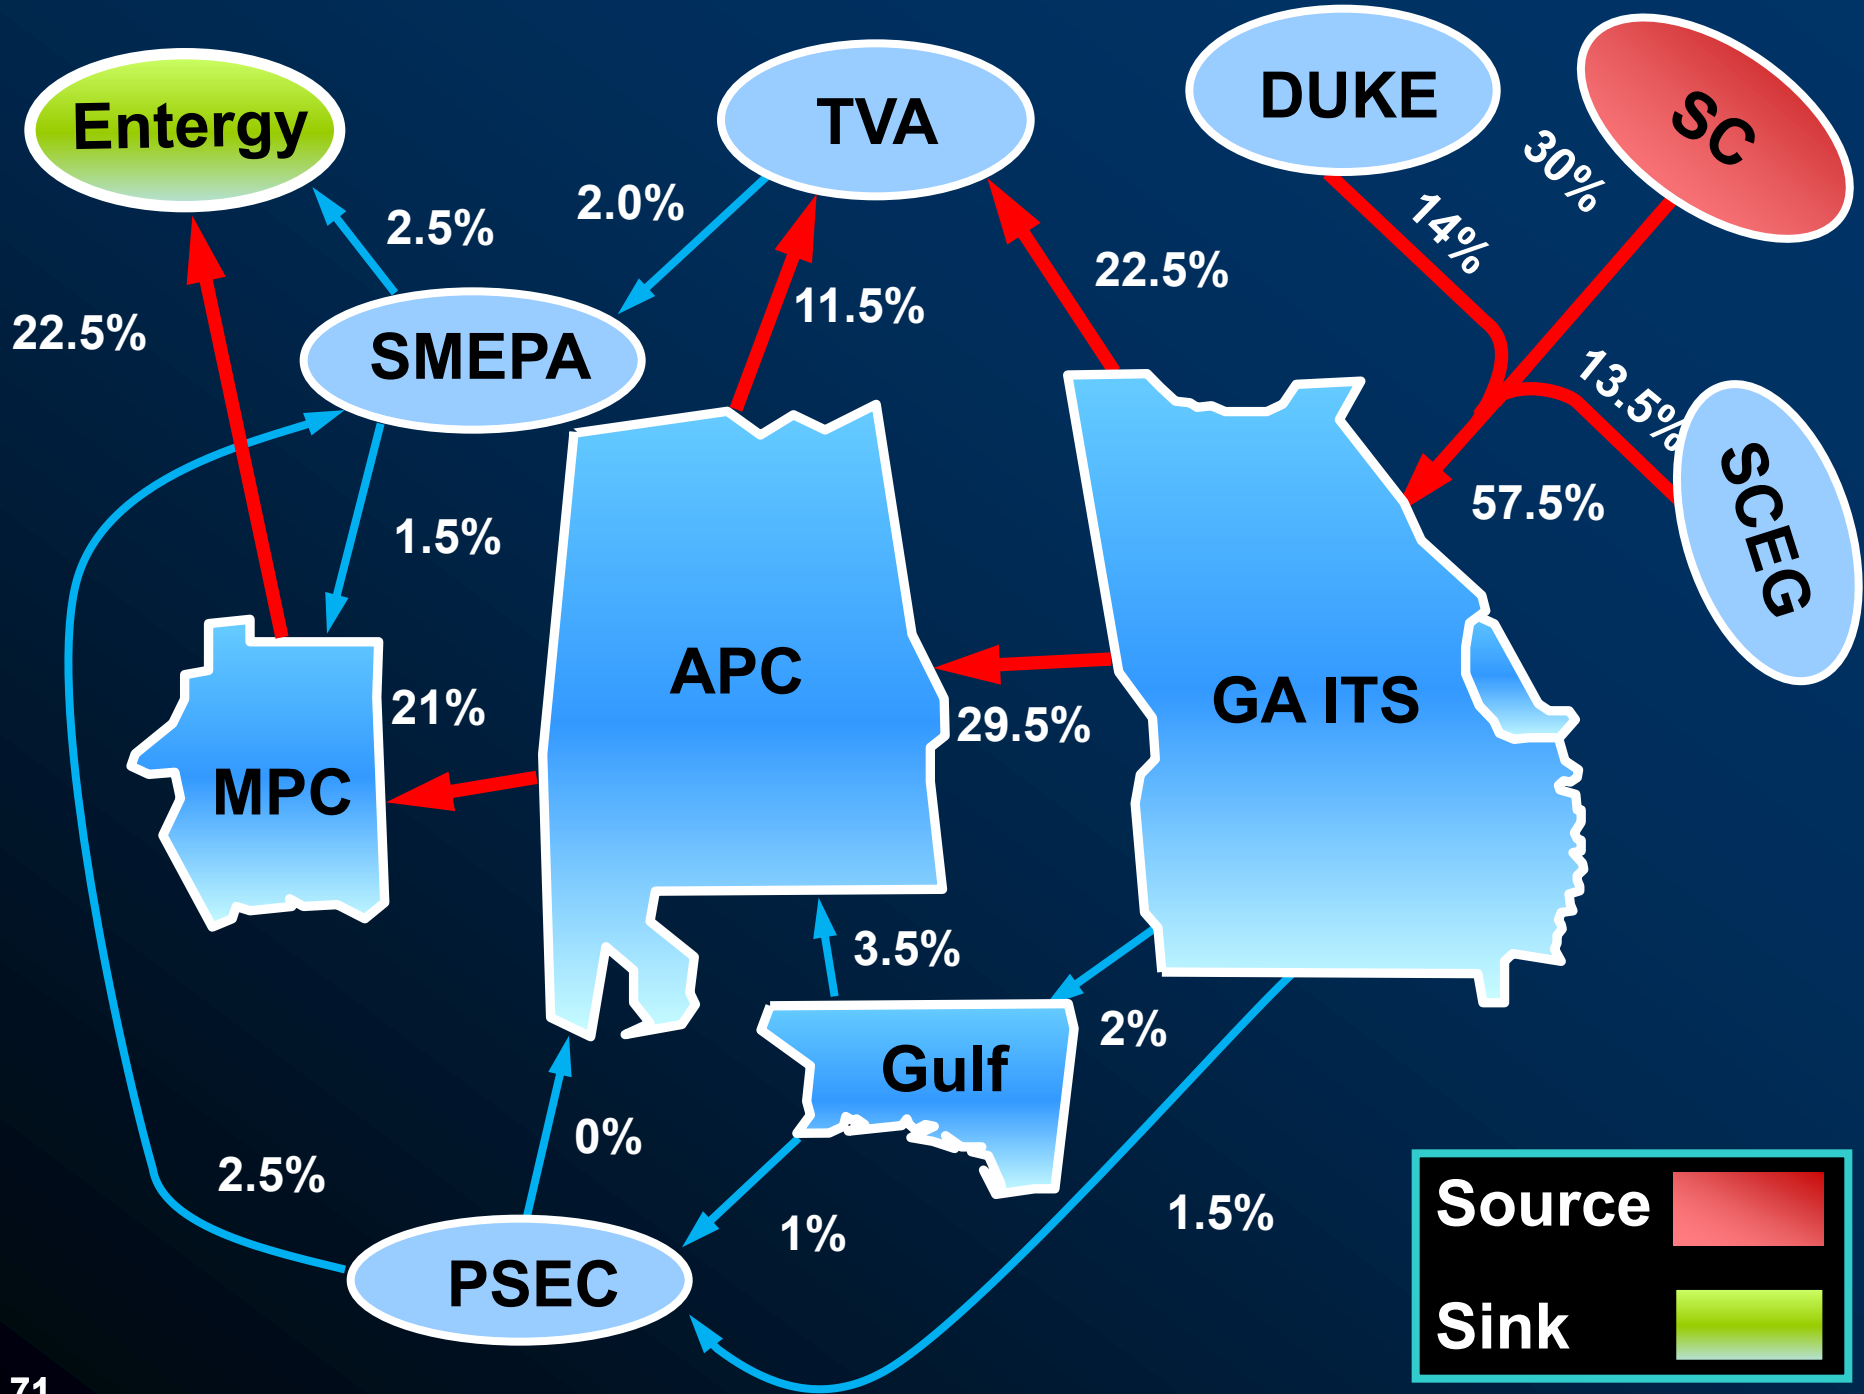 Entergy
TVA
DUKE
SC
30%
14%
2.5%
2.0%
22.5%
11.5%
22.5%
SMEPA
13.5%
57.5%
SCEG
1.5%
APC
GA ITS
21%
29.5%
MPC
3.5%
2%
Gulf
0%
2.5%
1%
1.5%
PSEC
Source
Sink
71